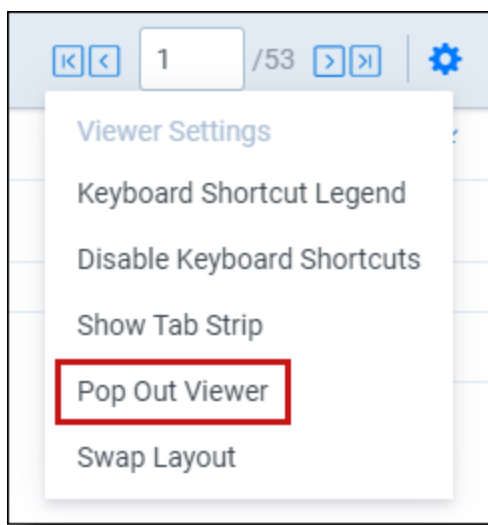 1 /53
Viewer Settings
Keyboard Shortcut Legend
Disable Keyboard Shortcuts
Show Tab Strip
Pop Out Viewer
Swap Layout